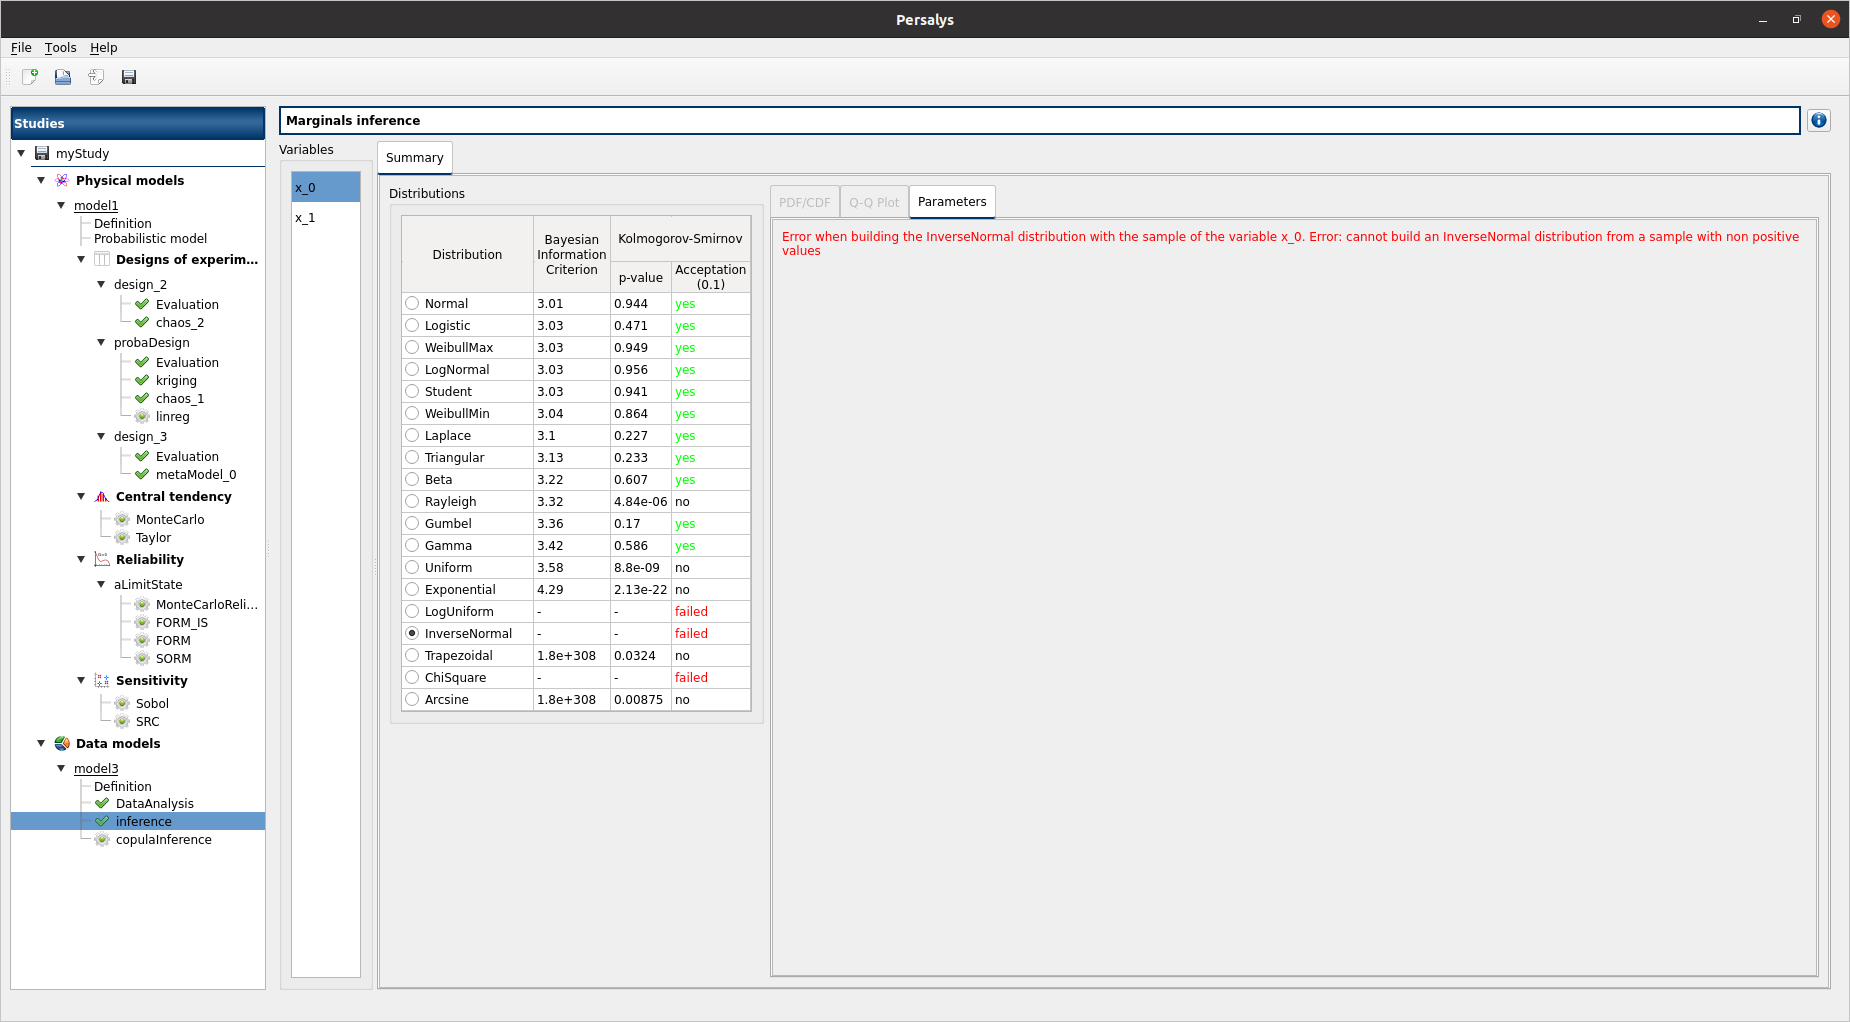 Persalys
File Tools Help
Studies
myStudy
Physical models
model1
Definition
Probabilistic model
Designs of experim...
design_2
Evaluation
chaos_2
probaDesign
Evaluation
kriging
chaos_1
linreg
design_3
Evaluation
metaModel_0
Central tendency
MonteCarlo
Taylor
Reliability
aLimitState
MonteCarloReli...
FORM_IS
FORM
SORM
Sensitivity
Sobol
SRC
Data models
model3
Definition
DataAnalysis
inference
copulaInference
Marginals inference
Variables
x_0
x_1
Summary
Distributions
Distribution
Bayesian
Information
Criterion
Kolmogorov-Smirnov
p-value
Acceptation
(0.1)
Normal 3.01 0.944 yes
Logistic 3.03 0.471 yes
WeibullMax 3.03 0.949 yes
LogNormal 3.03 0.956 yes
Student 3.03 0.941 yes
WeibullMin 3.04 0.864 yes
Laplace 3.1 0.227 yes
Triangular 3.13 0.233 yes
Beta 3.22 0.607 yes
Rayleigh 3.32 4.84e-06 no
Gumbel 3.36 0.17 yes
Gamma 3.42 0.586 yes
Uniform 3.58 8.8e-09 no
Exponential 4.29 2.13e-22 no
LogUniform - - failed
InverseNormal - - failed
Trapezoidal 1.8e+308 0.0324 no
ChiSquare - - failed
Arcsine 1.8e+308 0.00875 no
PDF/CDF Q-Q Plot Parameters
Error when building the InverseNormal distribution with the sample of the variable x_0. Error: cannot build an InverseNormal distribution from a sample with non positive
values